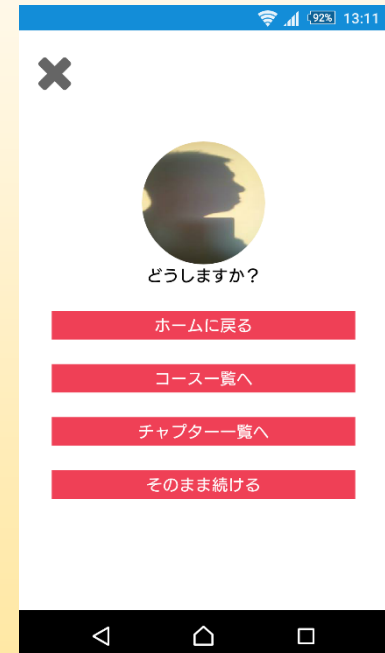 92% 13:11
どうしますか？
ホームに戻る
コース一覧へ
チャプター一覧へ
そのまま続ける